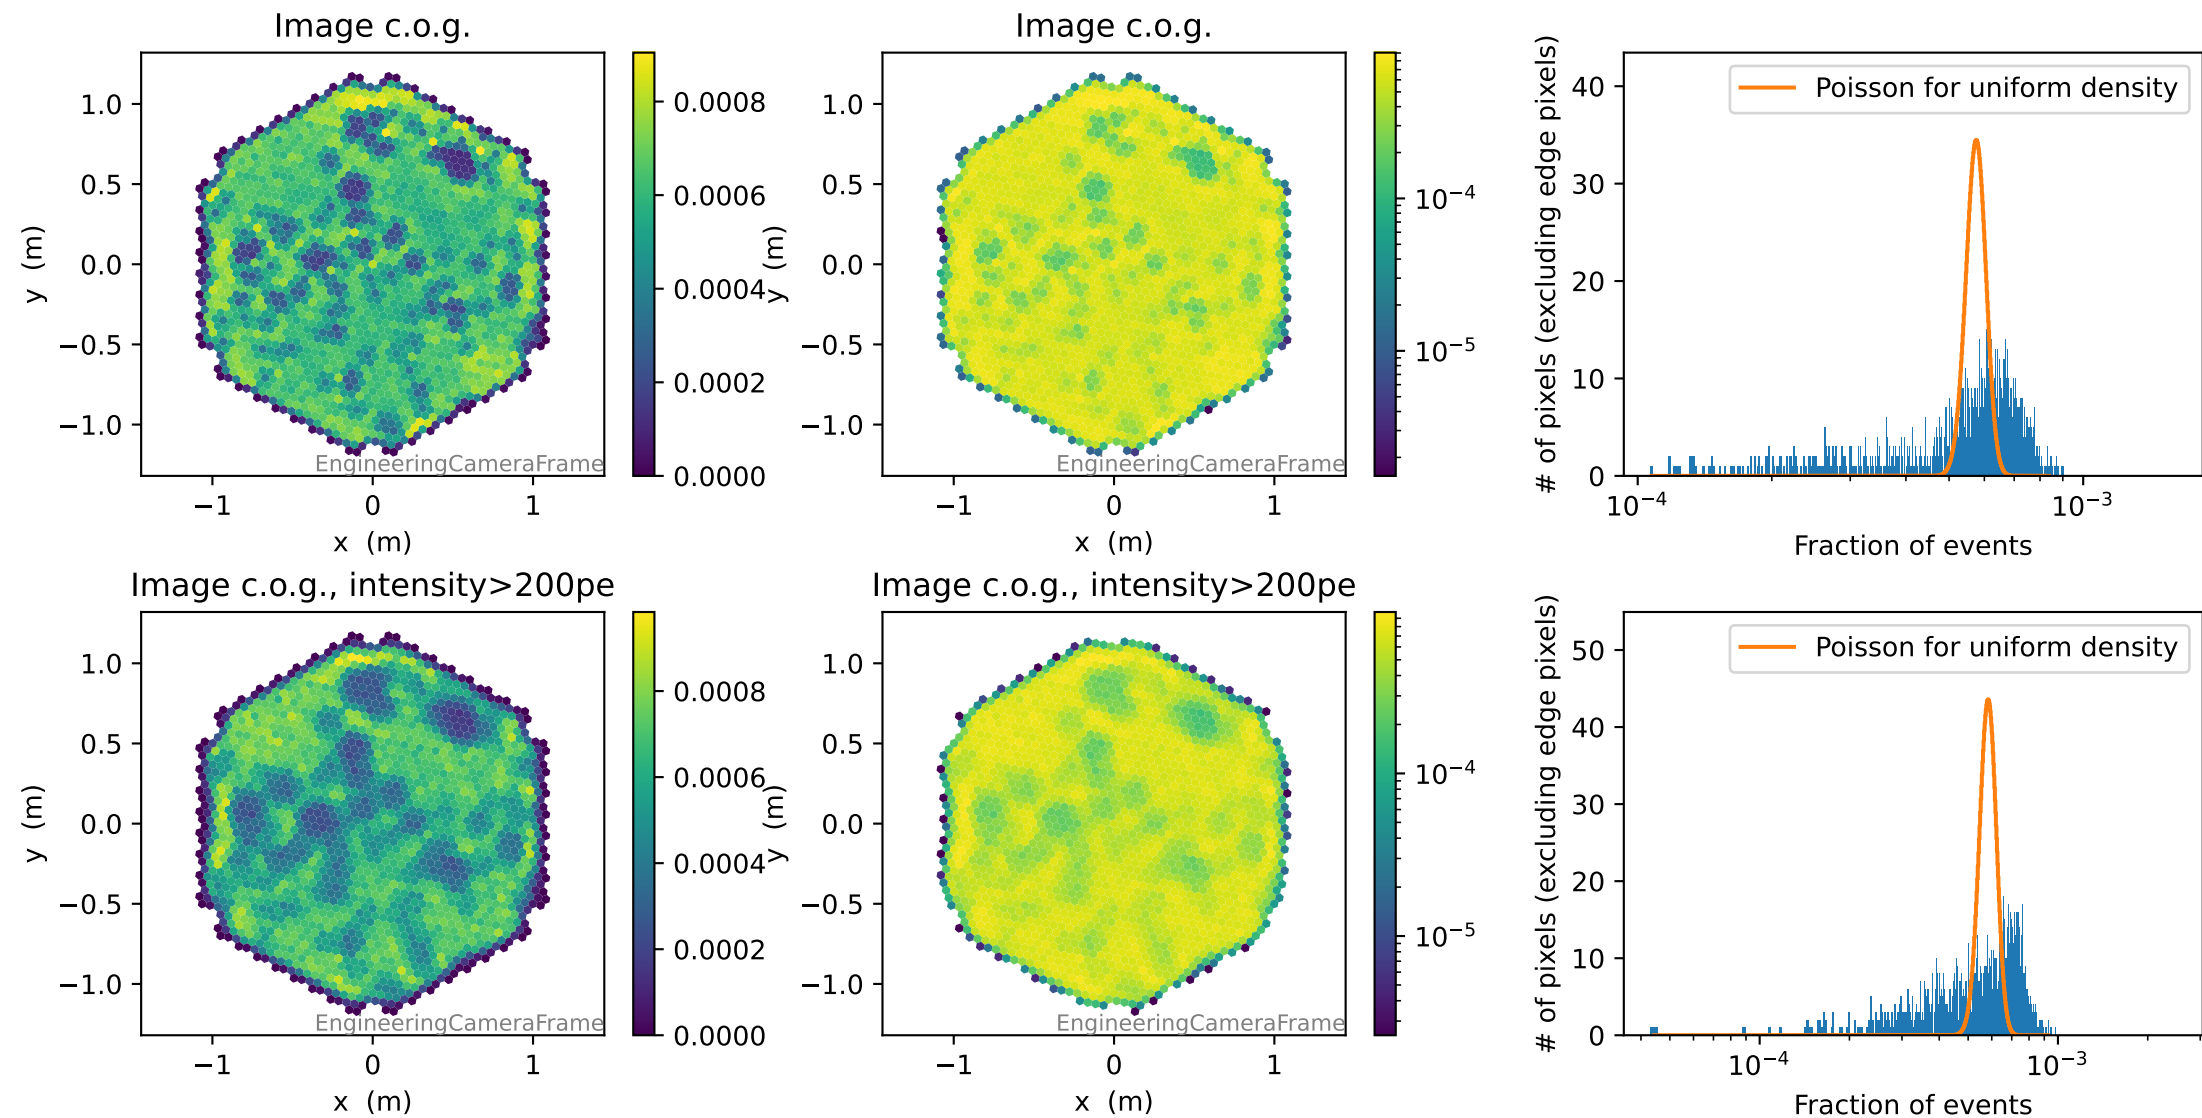 Image c.o.g.
1.0
0.5
0.0
−0.5
−1.0
y (m)
−1
0
1
x (m)
EngineeringCameraFrame
0.0008
0.0006
0.0004
0.0002
0.0000
Image c.o.g.
1.0
0.5
0.0
−0.5
−1.0
y (m)
−1
0
1
x (m)
EngineeringCameraFrame
10⁻⁴
10⁻⁵
# of pixels (excluding edge pixels)
40
30
20
10
0
Poisson for uniform density
10⁻⁴
10⁻³
Fraction of events
Image c.o.g., intensity>200pe
1.0
0.5
0.0
−0.5
−1.0
y (m)
−1
0
1
x (m)
EngineeringCameraFrame
0.0008
0.0006
0.0004
0.0002
0.0000
Image c.o.g., intensity>200pe
1.0
0.5
0.0
−0.5
−1.0
y (m)
−1
0
1
x (m)
EngineeringCameraFrame
10⁻⁴
10⁻⁵
# of pixels (excluding edge pixels)
50
40
30
20
10
0
Poisson for uniform density
10⁻⁴
10⁻³
Fraction of events